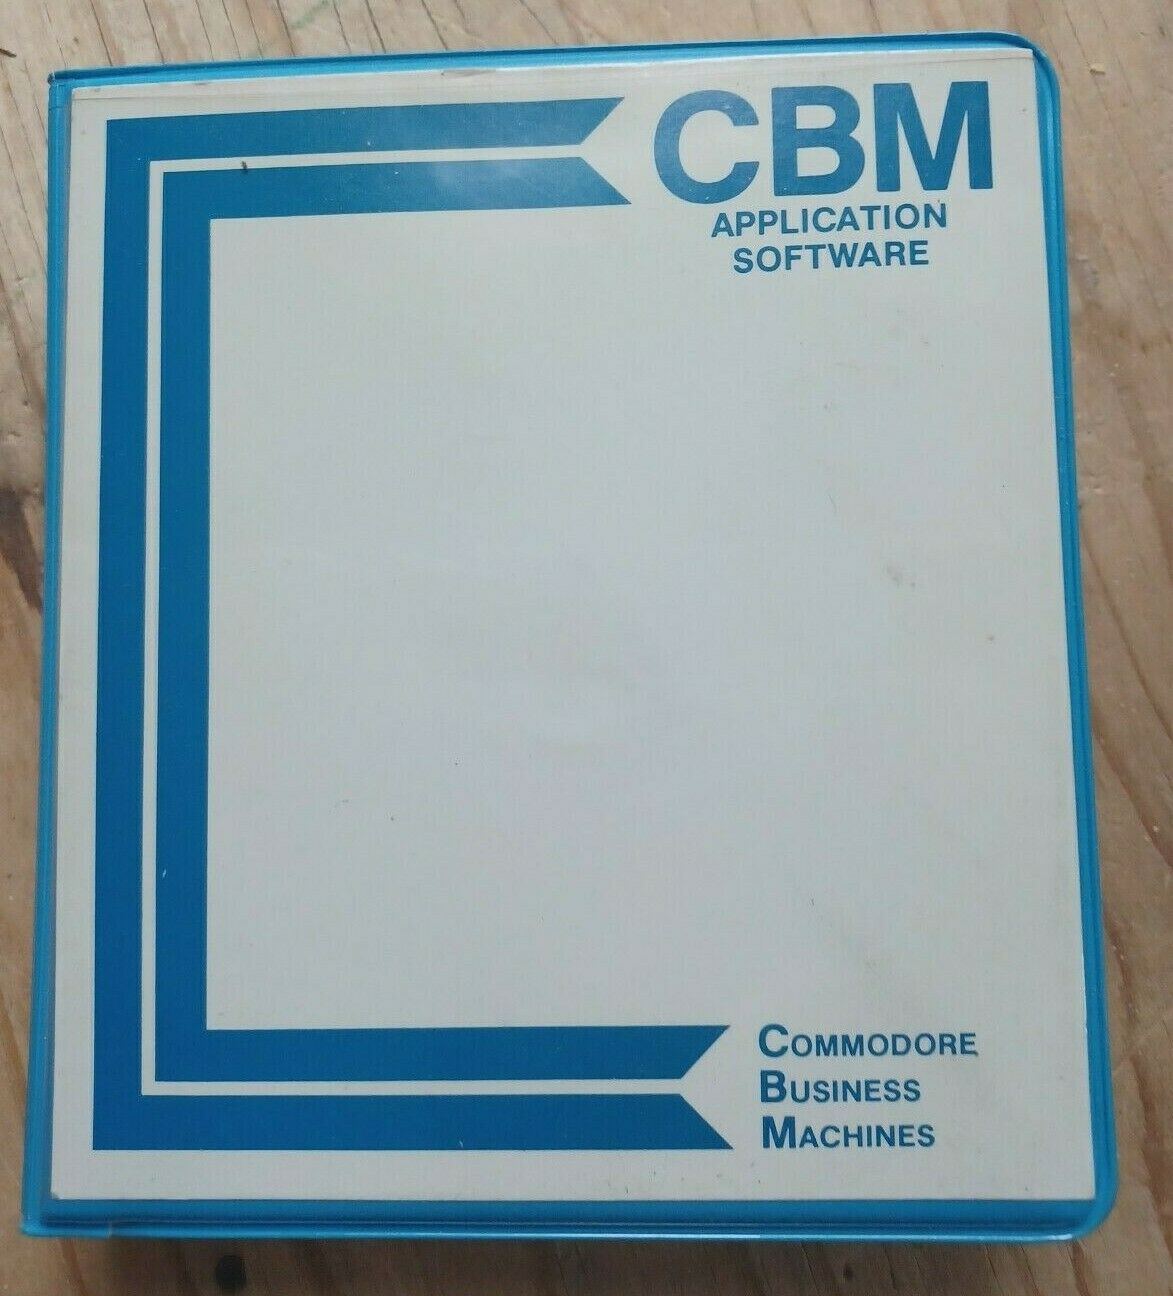 CBM
APPLICATION
SOFTWARE
COMMODORE
BUSINESS
MACHINES